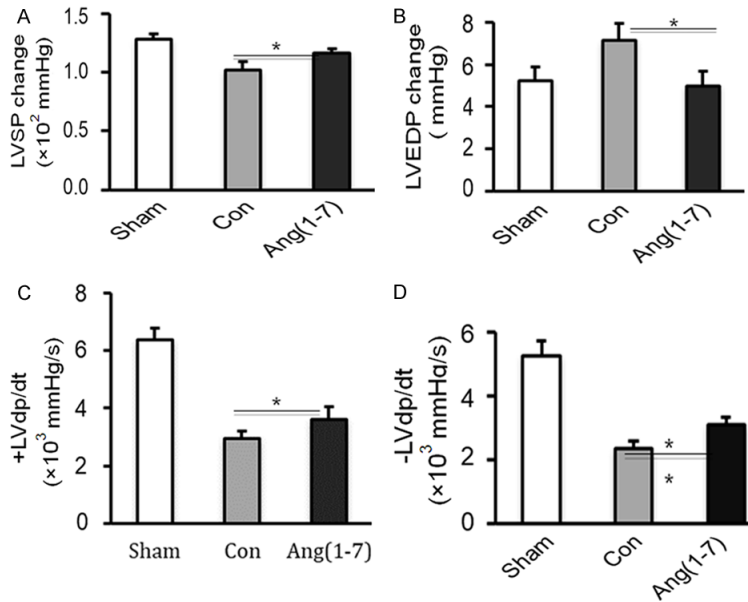 A
LVSP change
(×10² mmHg)
1.5
1.0
1.5
0.0
*
Sham
Con
Ang(1-7)
B
LVEDP change
( mmHg)
8
6
4
2
0
*
Sham
Con
Ang(1-7)
C
+LVdp/dt
(×10³ mmHg/s)
8
6
4
2
0
*
Sham Con Ang(1-7)
D
-LVdp/dt
(×10³ mmHg/s)
6
4
2
0
*
*
Sham
Con
Ang(1-7)